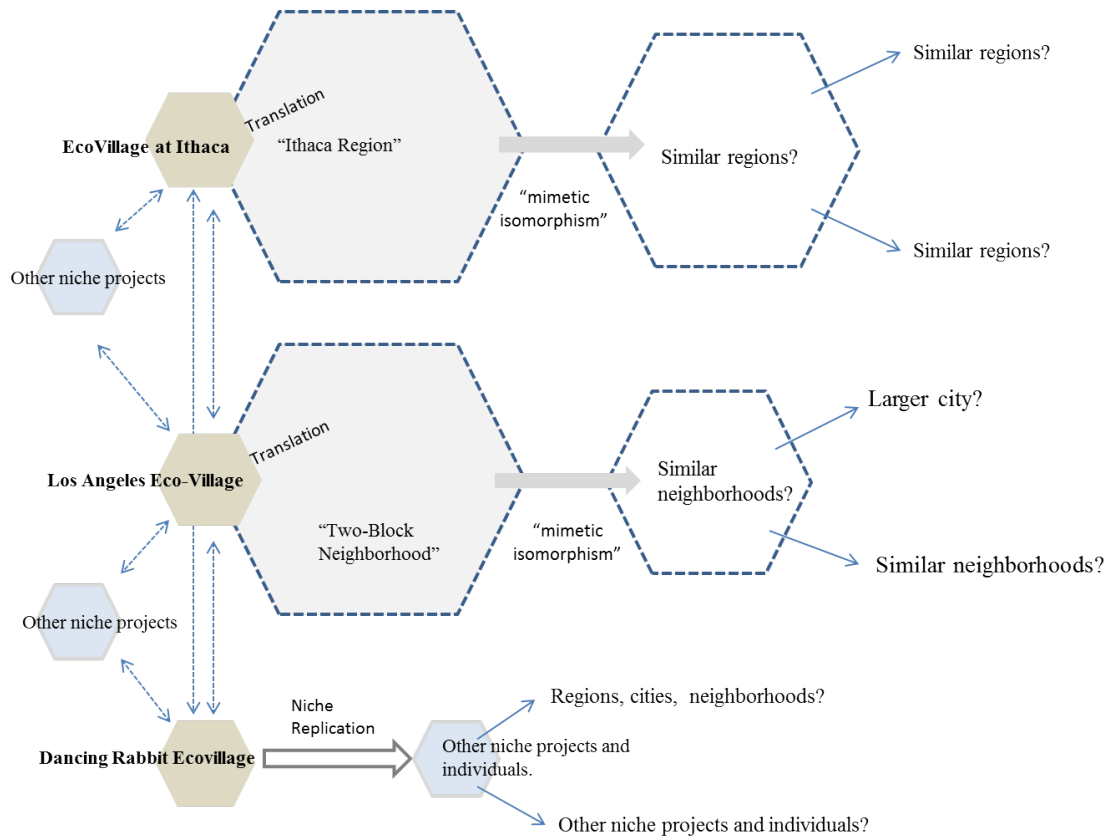 Similar regions?
Translation
EcoVillage at Ithaca
“Ithaca Region”
Similar regions?
“mimetic
isomorphism”
Similar regions?
Other niche projects
Larger city?
Translation
Los Angeles Eco-Village
Similar
neighborhoods?
“Two-Block
Neighborhood”
“mimetic
isomorphism”
Similar neighborhoods?
Other niche projects
Regions, cities, neighborhoods?
Niche
Replication
Dancing Rabbit Ecovillage
Other niche projects and
individuals.
Other niche projects and individuals?